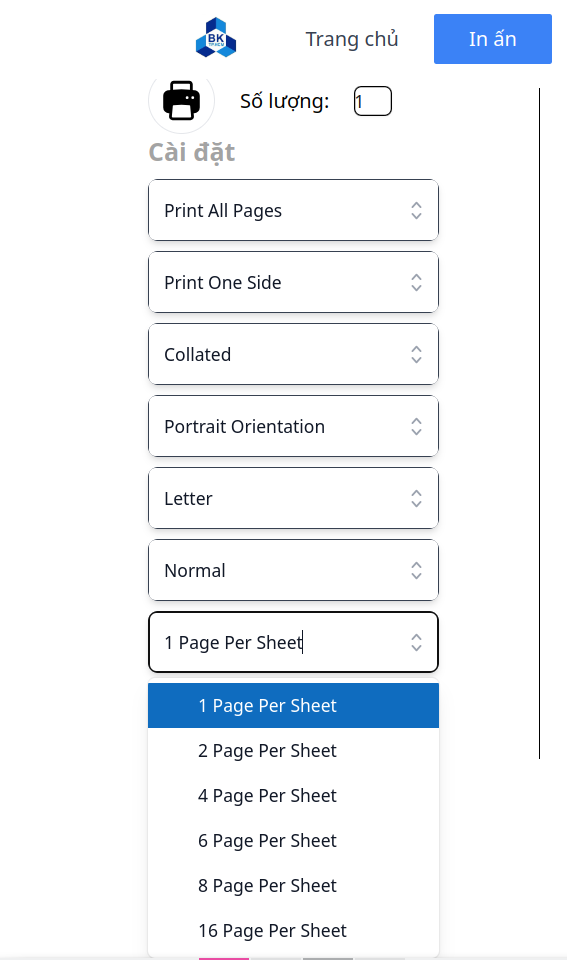 BK
TP.HCM
Trang chủ
In ấn
Số lượng:
1
Cài đặt
Print All Pages
Print One Side
Collated
Portrait Orientation
Letter
Normal
1 Page Per Sheet
1 Page Per Sheet
2 Page Per Sheet
4 Page Per Sheet
6 Page Per Sheet
8 Page Per Sheet
16 Page Per Sheet